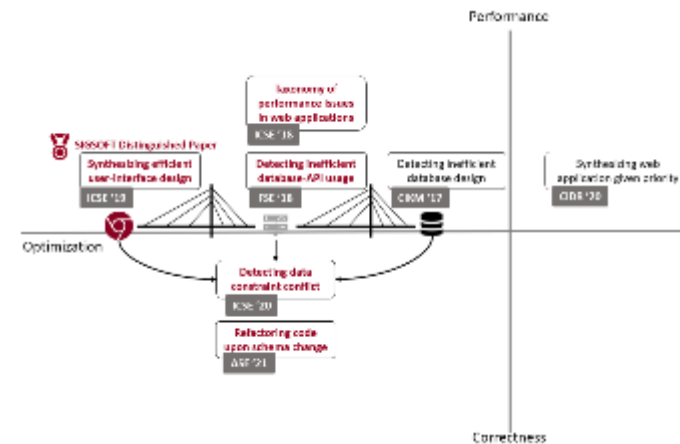 Performance
Taxonomy of
performance issues
in web applications
ICSE '18
SIGSOFT Distinguished Paper
Synthesizing efficient
user-interface design
ICSE '19
Detecting inefficient
database-API usage
FSE '18
Detecting inefficient
database design
CIKM '17
Synthesizing web
application given priority
CIDR '20
Optimization
Detecting data
constraint conflict
ICSE '20
Refactoring code
upon schema change
ASE '21
Correctness